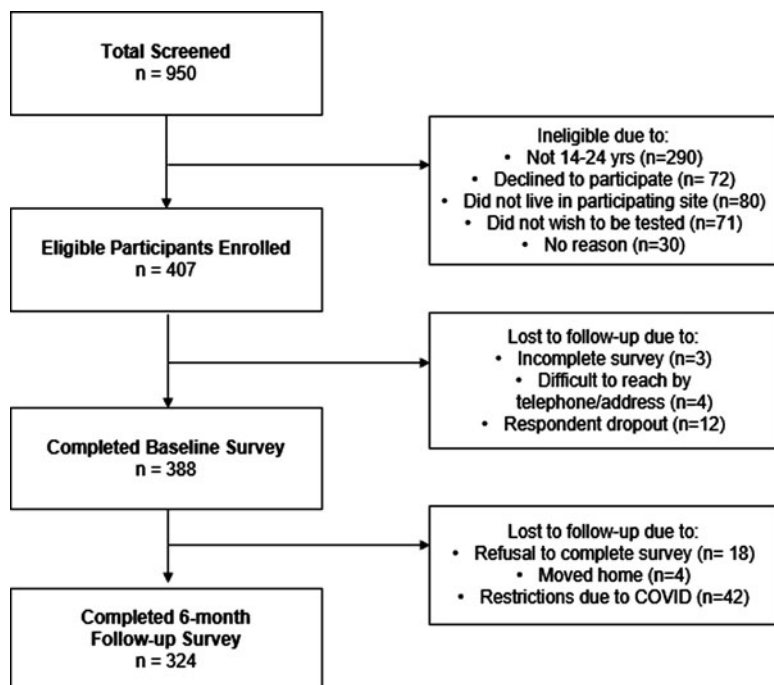 Total Screened
n = 950
Ineligible due to:
• Not 14-24 yrs (n=290)
• Declined to participate (n= 72)
• Did not live in participating site (n=80)
• Did not wish to be tested (n=71)
• No reason (n=30)
Eligible Participants Enrolled
n = 407
Lost to follow-up due to:
• Incomplete survey (n=3)
• Difficult to reach by
telephone/address (n=4)
• Respondent dropout (n=12)
Completed Baseline Survey
n = 388
Lost to follow-up due to:
• Refusal to complete survey (n= 18)
• Moved home (n=4)
• Restrictions due to COVID (n=42)
Completed 6-month
Follow-up Survey
n = 324